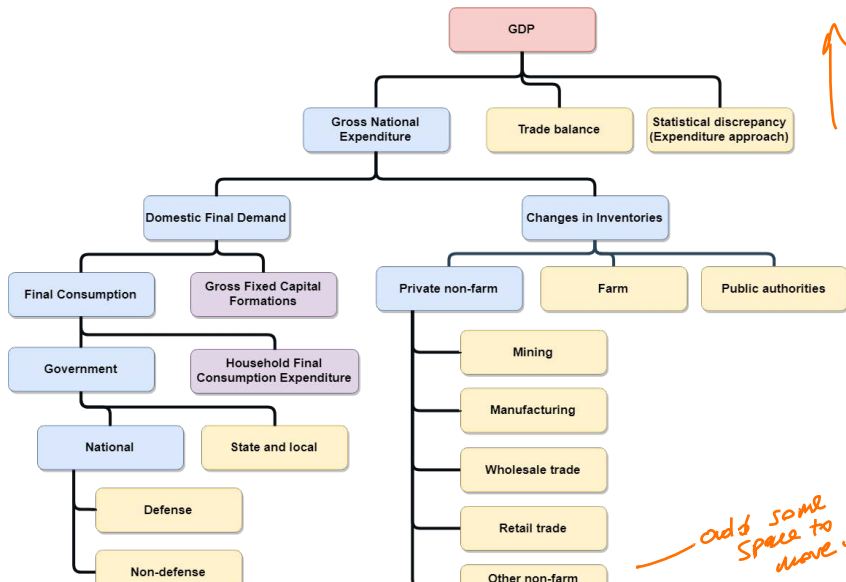 GDP
Gross National
Expenditure
Trade balance
Statistical discrepancy
(Expenditure approach)
Domestic Final Demand
Changes in Inventories
Final Consumption
Gross Fixed Capital
Formations
Private non-farm
Farm
Public authorities
Mining
Government
Household Final
Consumption Expenditure
Manufacturing
National
State and local
Wholesale trade
Defense
Retail trade
Non-defense
Other non-farm
some
space to
move.